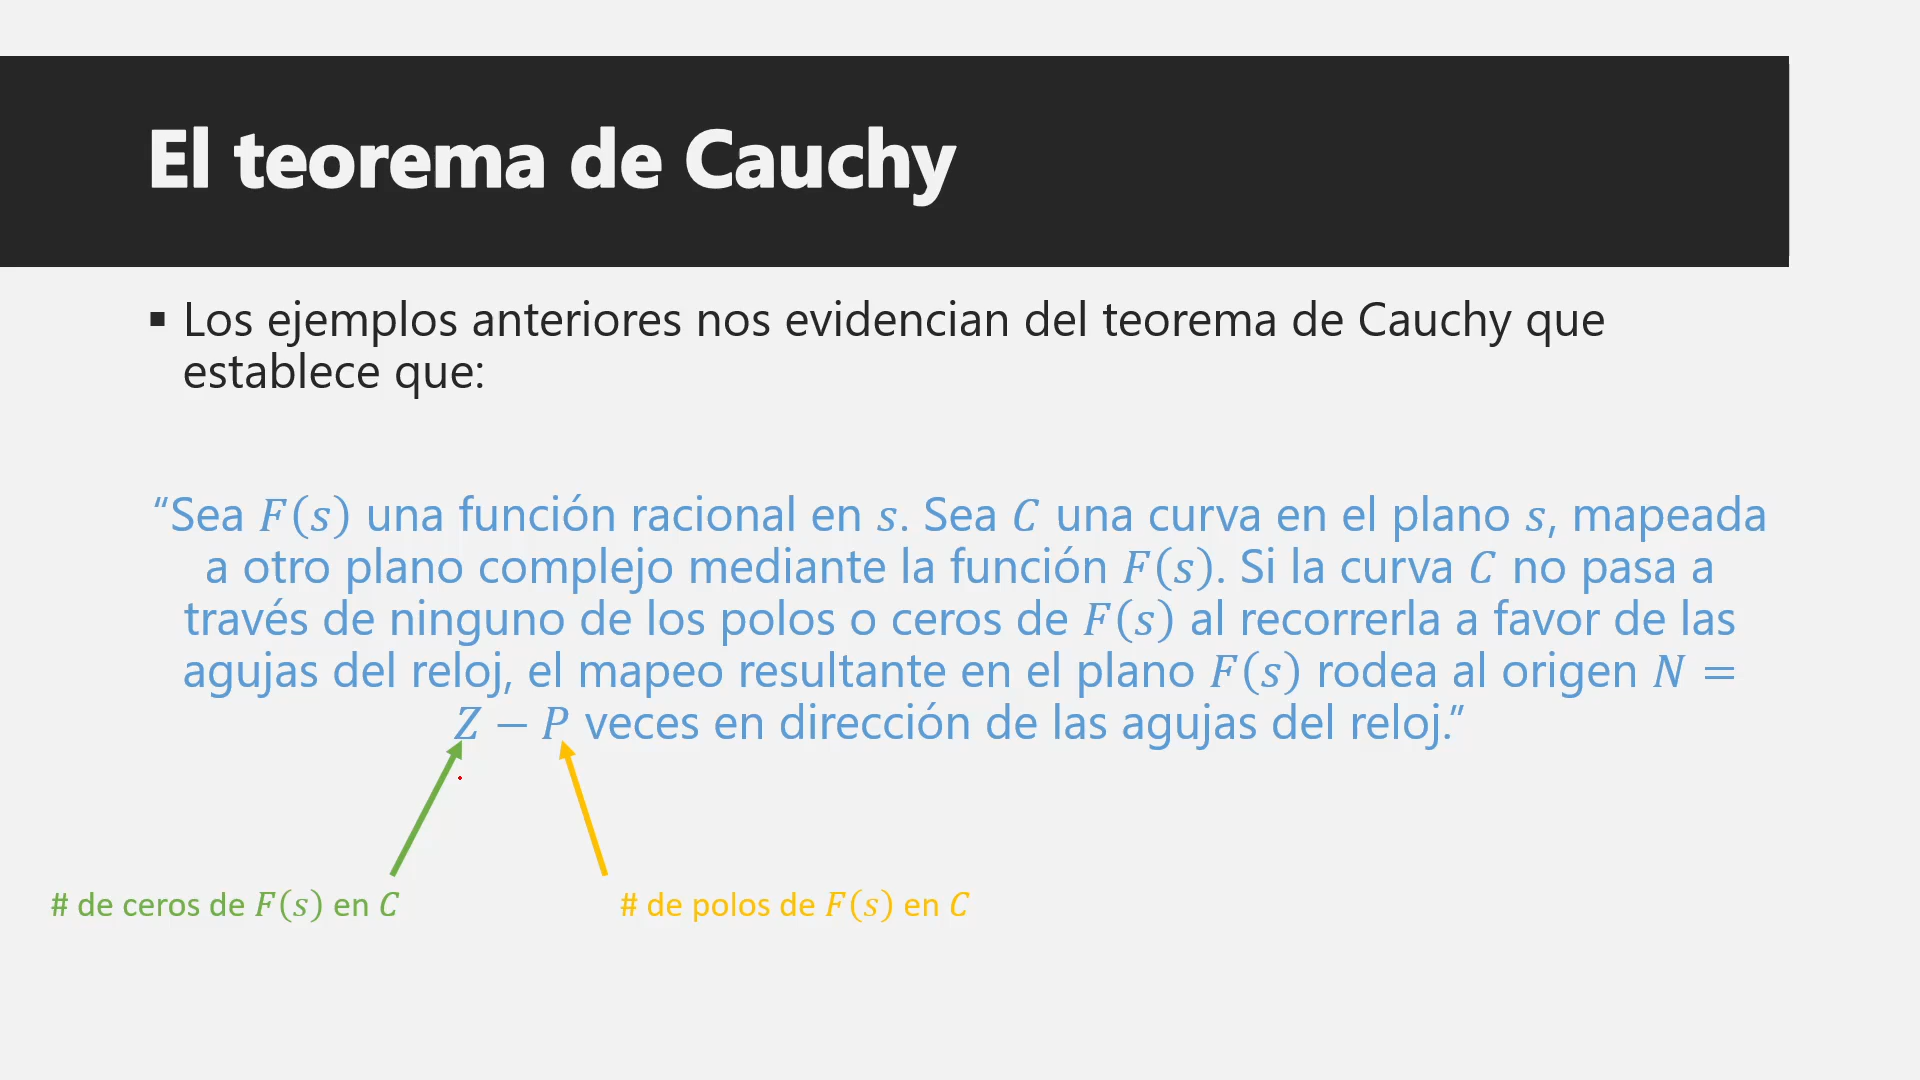 El teorema de Cauchy
▪ Los ejemplos anteriores nos evidencian del teorema de Cauchy que
establece que:
“Sea F(s) una función racional en s. Sea C una curva en el plano s, mapeada
a otro plano complejo mediante la función F(s). Si la curva C no pasa a
través de ninguno de los polos o ceros de F(s) al recorrerla a favor de las
agujas del reloj, el mapeo resultante en el plano F(s) rodea al origen N =
Z − P veces en dirección de las agujas del reloj.”
# de ceros de F(s) en C
# de polos de F(s) en C